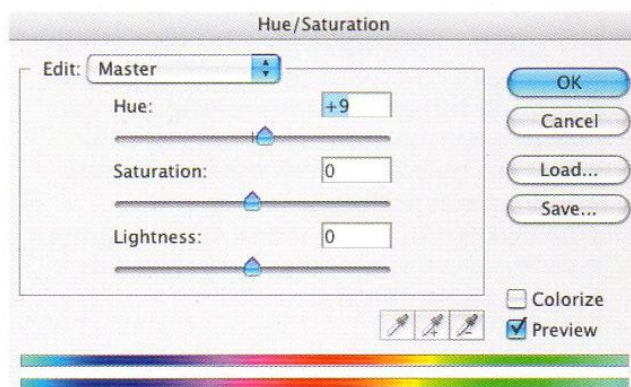 Hue/Saturation
Edit: Master
Hue: +9
Saturation: 0
Lightness: 0
OK
Cancel
Load...
Save...
Colorize
Preview